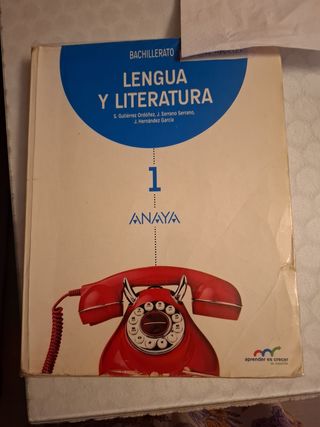 BACHILLERATO
LENGUA
Y LITERATURA
S. Gutiérrez Ordóñez, J. Serrano Serrano,
J. Hernández García
1
ANAYA
aprender es crecer